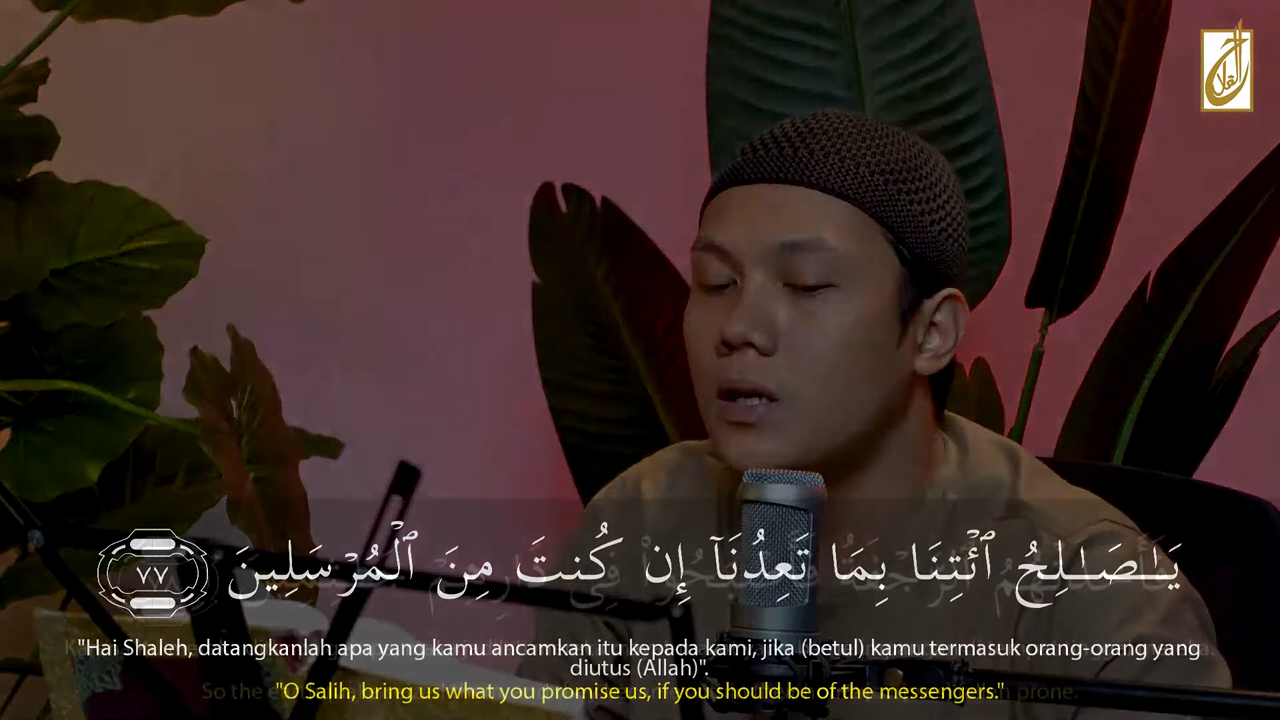 يَـٰصَـٰلِحُ ٱئْتِنَا بِمَا تَعِدُنَآ إِن كُنتَ مِنَ ٱلْمُرْسَلِينَ ٧٧
"Hai Shaleh, datangkanlah apa yang kamu ancamkan itu kepada kami, jika (betul) kamu termasuk orang-orang yang
diutus (Allah)".
"O Salih, bring us what you promise us, if you should be of the messengers."